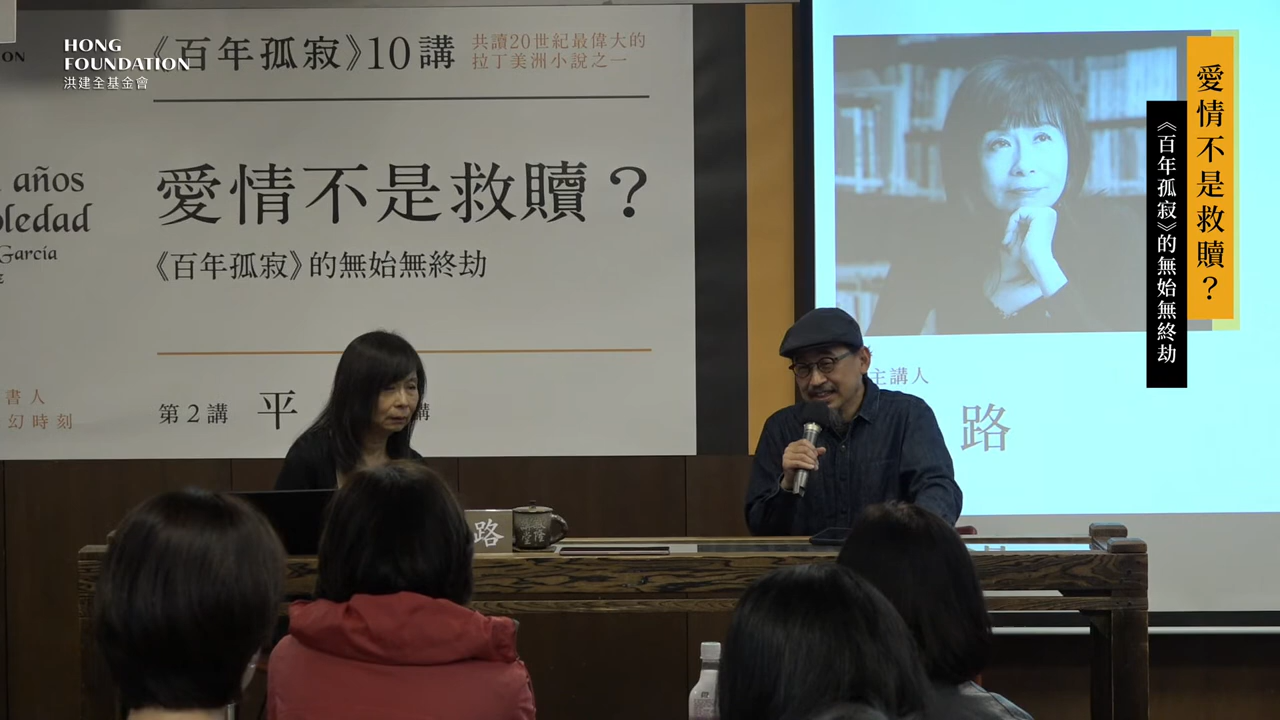 HONG
FOUNDATION
洪建全基金會
ON
《百年孤寂》10講
共讀20世紀最偉大的
拉丁美洲小說之一
años
oledad
García
愛情不是救贖？
《百年孤寂》的無始無終劫
書人
幻時刻
第2講
平
講
主講人
路
愛情不是救贖？
《百年孤寂》的無始無終劫
路